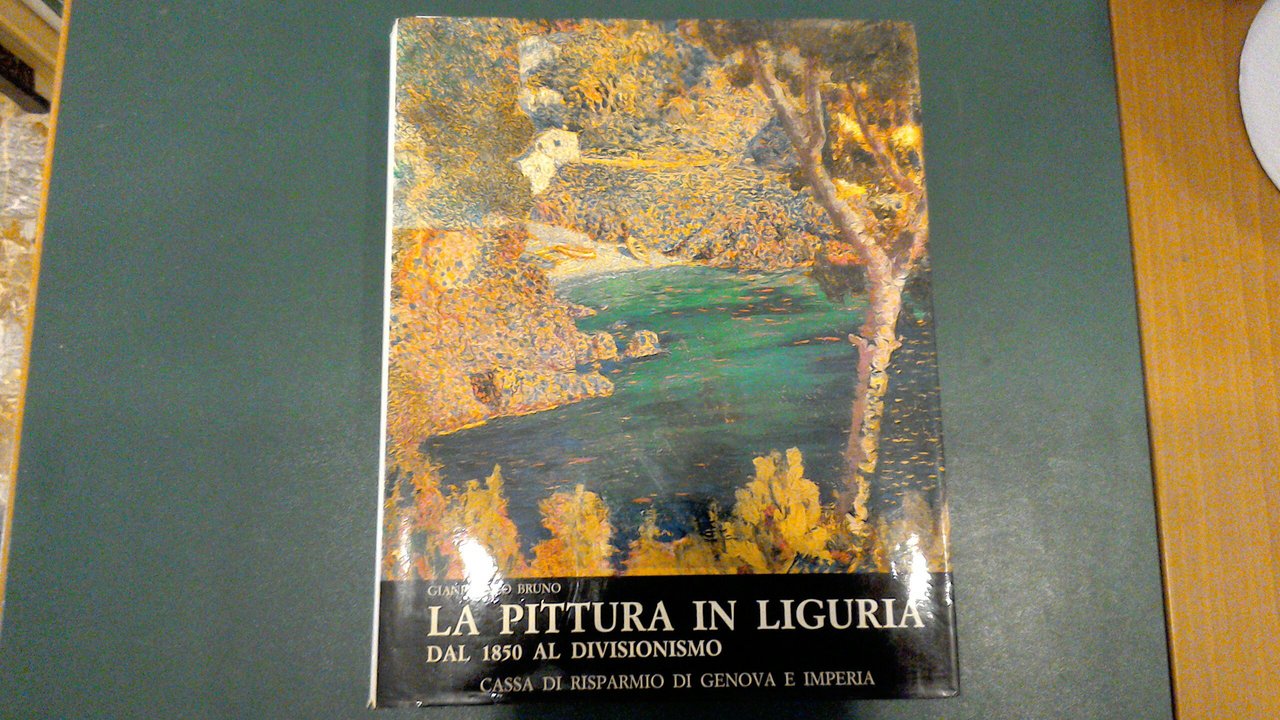 BRUNO
LA PITTURA IN LIGURIA
DAL 1850 AL DIVISIONISMO
CASSA DI RISPARMIO DI GENOVA E IMPERIA